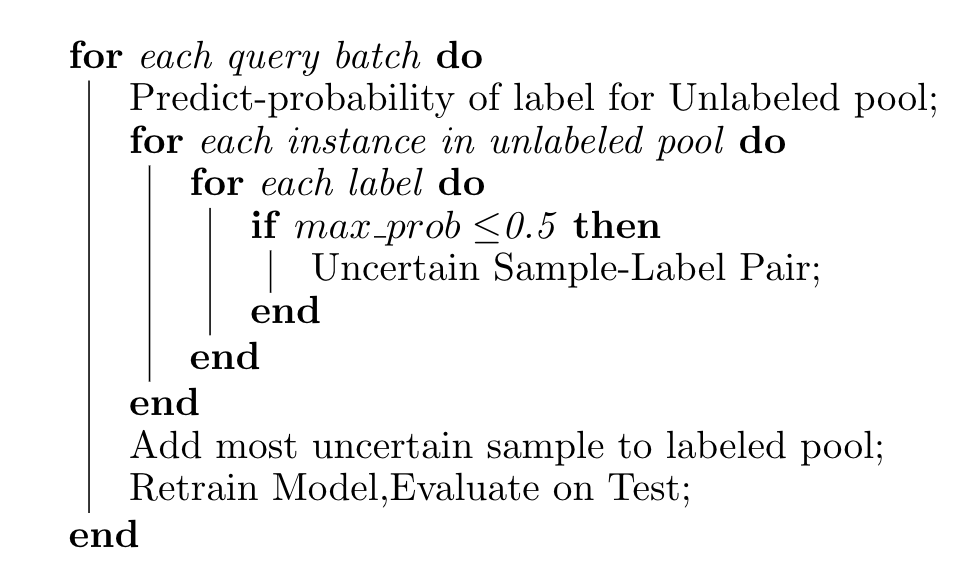 for each query batch do
Predict-probability of label for Unlabeled pool;
for each instance in unlabeled pool do
for each label do
if max_prob ≤0.5 then
Uncertain Sample-Label Pair;
end
end
end
Add most uncertain sample to labeled pool;
Retrain Model,Evaluate on Test;
end